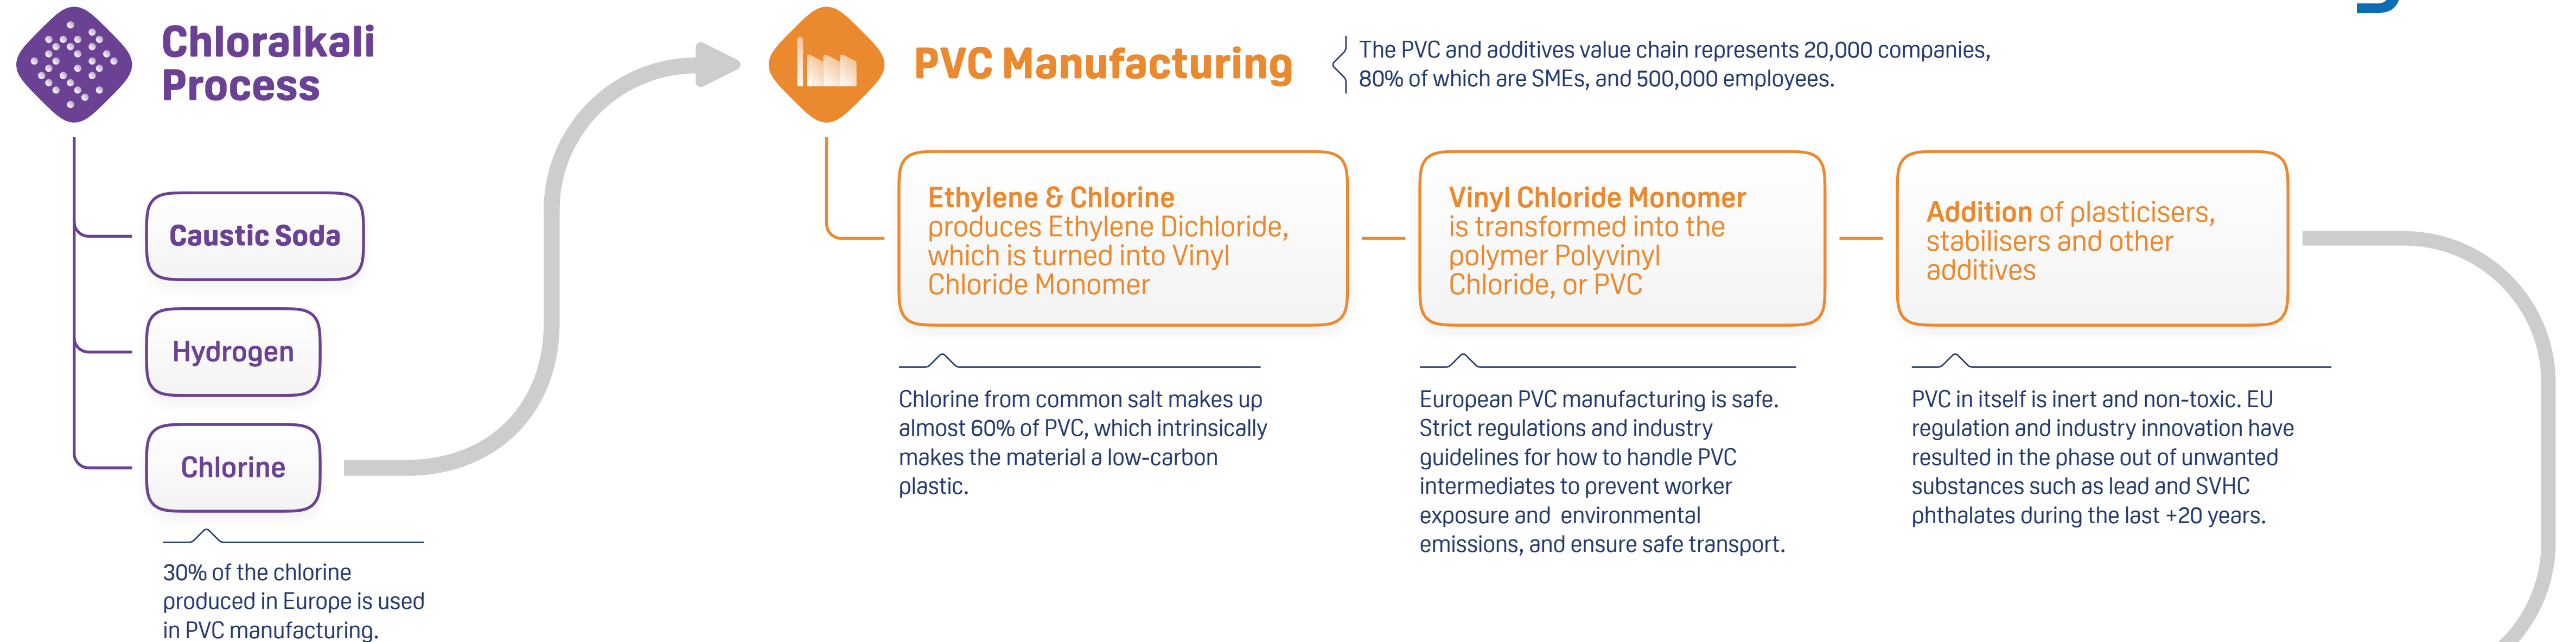 Chloralkali
Process
Caustic Soda
Hydrogen
Chlorine
30% of the chlorine
produced in Europe is used
in PVC manufacturing.
PVC Manufacturing
The PVC and additives value chain represents 20,000 companies,
80% of which are SMEs, and 500,000 employees.
Ethylene & Chlorine
produces Ethylene Dichloride,
which is turned into Vinyl
Chloride Monomer
Chlorine from common salt makes up
almost 60% of PVC, which intrinsically
makes the material a low-carbon
plastic.
Vinyl Chloride Monomer
is transformed into the
polymer Polyvinyl
Chloride, or PVC
European PVC manufacturing is safe.
Strict regulations and industry
guidelines for how to handle PVC
intermediates to prevent worker
exposure and  environmental
emissions, and ensure safe transport.
Addition of plasticisers,
stabilisers and other
additives
PVC in itself is inert and non-toxic. EU
regulation and industry innovation have
resulted in the phase out of unwanted
substances such as lead and SVHC
phthalates during the last +20 years.